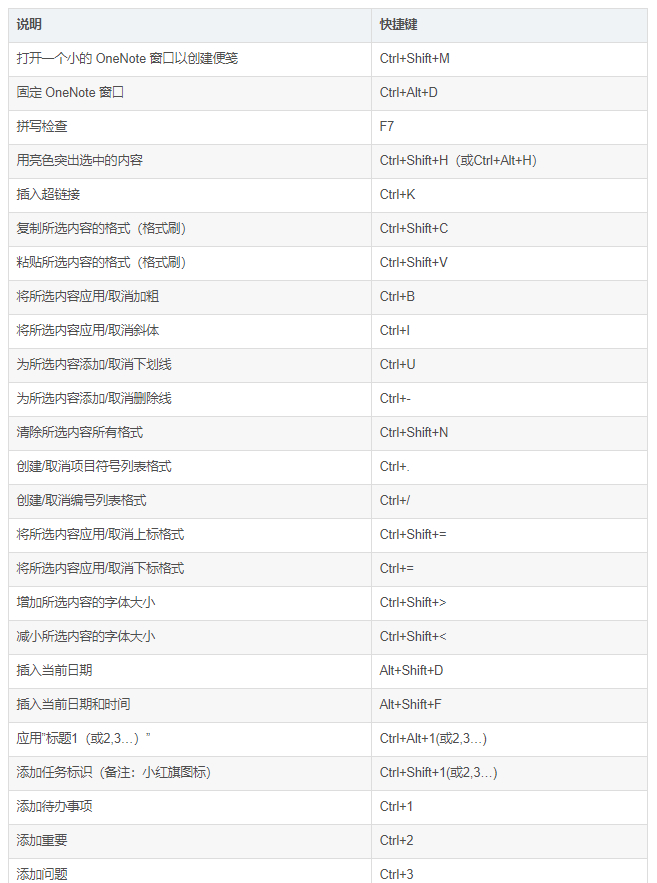 说明 快捷键
打开一个小的 OneNote 窗口以创建便笺 Ctrl+Shift+M
固定 OneNote 窗口 Ctrl+Alt+D
拼写检查 F7
用亮色突出选中的内容 Ctrl+Shift+H（或Ctrl+Alt+H）
插入超链接 Ctrl+K
复制所选内容的格式（格式刷） Ctrl+Shift+C
粘贴所选内容的格式（格式刷） Ctrl+Shift+V
将所选内容应用/取消加粗 Ctrl+B
将所选内容应用/取消斜体 Ctrl+I
为所选内容添加/取消下划线 Ctrl+U
为所选内容添加/取消删除线 Ctrl+-
清除所选内容所有格式 Ctrl+Shift+N
创建/取消项目符号列表格式 Ctrl+.
创建/取消编号列表格式 Ctrl+/
将所选内容应用/取消上标格式 Ctrl+Shift+=
将所选内容应用/取消下标格式 Ctrl+=
增加所选内容的字体大小 Ctrl+Shift+>
减小所选内容的字体大小 Ctrl+Shift+<
插入当前日期 Alt+Shift+D
插入当前日期和时间 Alt+Shift+F
应用”标题1（或2,3…）” Ctrl+Alt+1(或2,3…)
添加任务标识（备注：小红旗图标） Ctrl+Shift+1(或2,3…)
添加待办事项 Ctrl+1
添加重要 Ctrl+2
添加问题 Ctrl+3